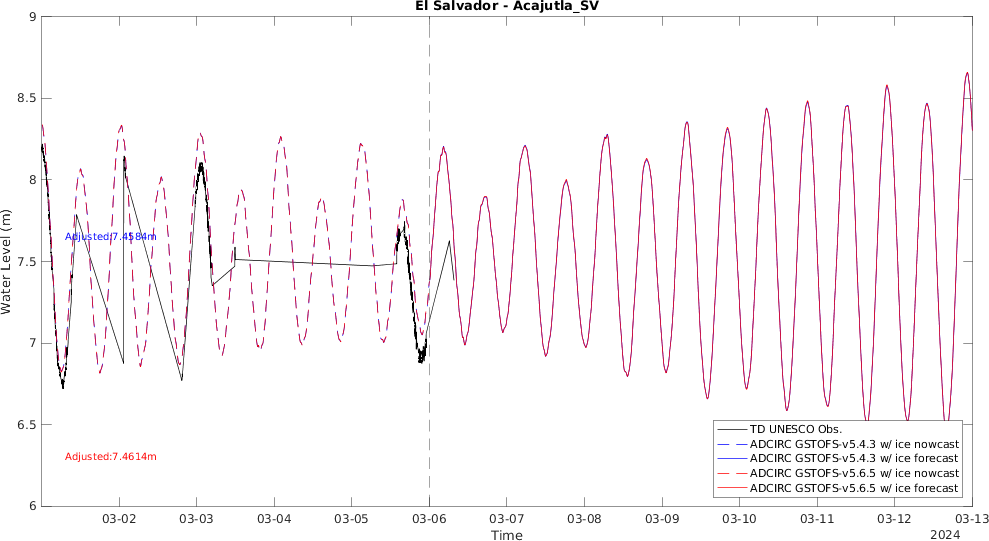 El Salvador - Acajutla_SV
9
8.5
8
7.5
7
6.5
6
Water Level (m)
Adjusted:7.4584m
Adjusted:7.4614m
TD UNESCO Obs.
ADCIRC GSTOFS-v5.4.3 w/ ice nowcast
ADCIRC GSTOFS-v5.4.3 w/ ice forecast
ADCIRC GSTOFS-v5.6.5 w/ ice nowcast
ADCIRC GSTOFS-v5.6.5 w/ ice forecast
03-02 03-03 03-04 03-05 03-06 03-07 03-08 03-09 03-10 03-11 03-12 03-13
Time
2024